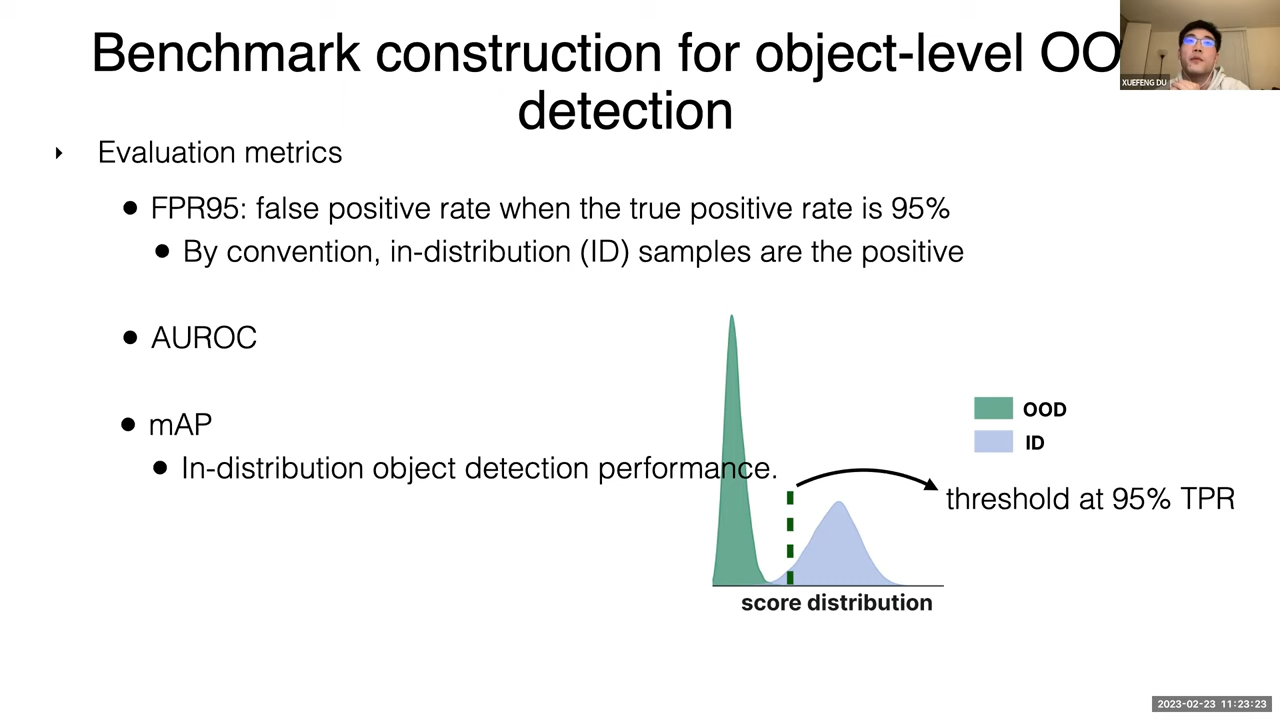 Benchmark construction for object-level OO
detection
XUEFENG DU
Evaluation metrics
FPR95: false positive rate when the true positive rate is 95%
By convention, in-distribution (ID) samples are the positive
AUROC
mAP
In-distribution object detection performance.
OOD
ID
threshold at 95% TPR
score distribution
2023-02-23 11:23:23